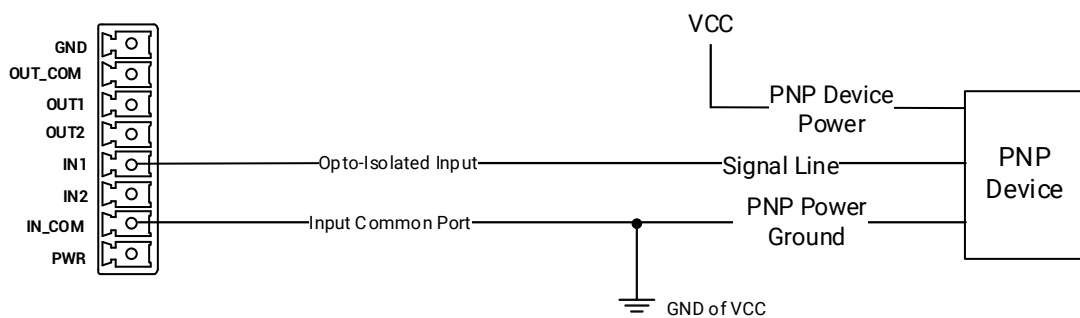 VCC
GND
OUT_COM
OUT1
OUT2
IN1
IN2
IN_COM
PWR
PNP Device
Power
Opto-Isolated Input
Signal Line
Input Common Port
PNP Power
Ground
PNP
Device
GND of VCC